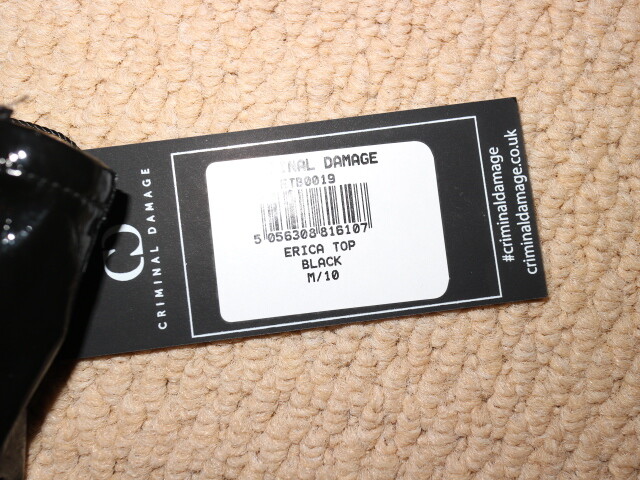 NAL DAMAGE
5 056308 816107
ERICA TOP
BLACK
M/10
CRIMINAL DAMAGE
#criminaldamage
criminaldamage.co.uk